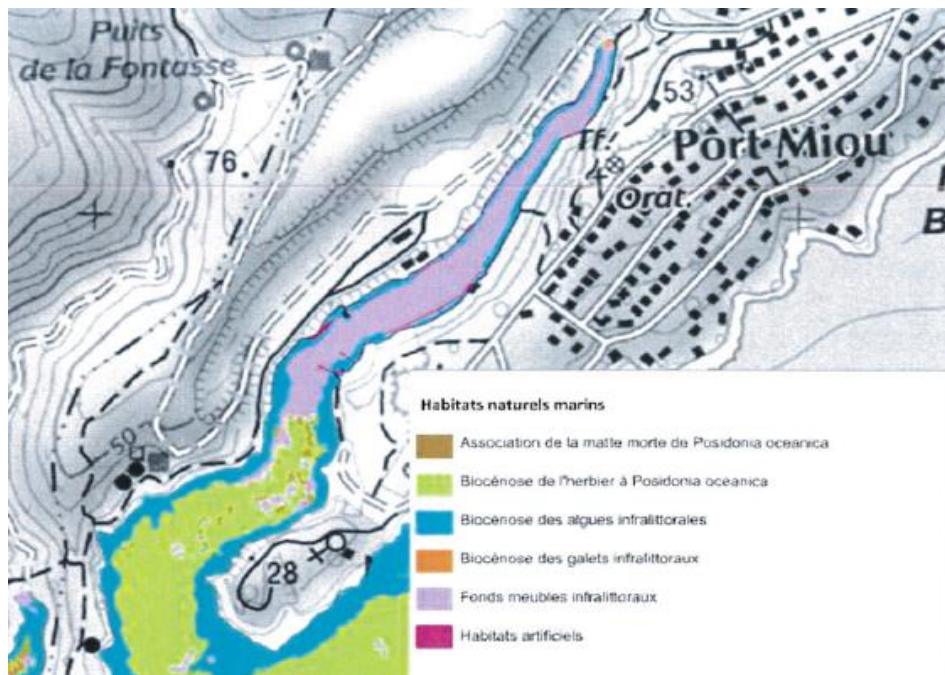 Puits
de la Fontasse
53
Port Miou
76
Tf.
Orat.
B
50
28
Habitats naturels marins
Association de la matte morte de Posidonia oceanica
Biocénose de l'herbier à Posidonia oceanica
Biocénose des algues infralittorales
Biocénose des galets infralittoraux
Fonds meubles infralittoraux
Habitats artificiels